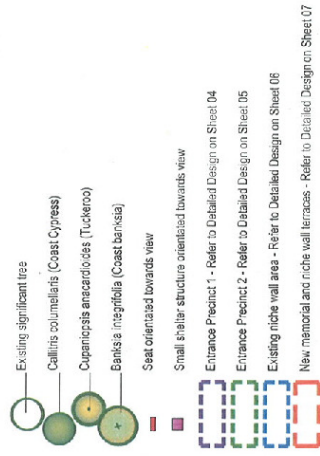 Existing significant tree
Callitris columellaris (Coast Cypress)
Cupaniopsis anacardioides (Tuckeroo)
Banksia integrifolia (Coast banksia)
Seat orientated towards view
Small shelter structure orientated towards view
Entrance Precinct 1 - Refer to Detailed Design on Sheet 04
Entrance Precinct 2 - Refer to Detailed Design on Sheet 05
Existing niche wall area - Refer to Detailed Design on Sheet 06
New memorial and niche wall terraces - Refer to Detailed Design on Sheet 07